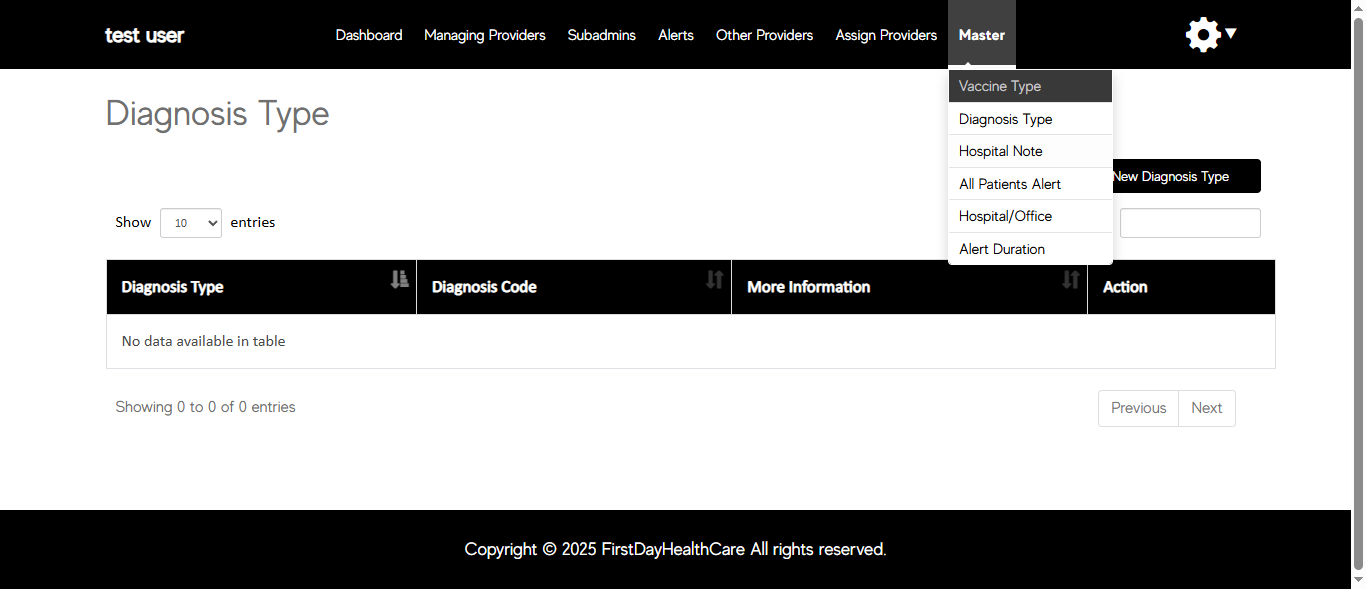 test user
Dashboard Managing Providers Subadmins Alerts Other Providers Assign Providers Master
Vaccine Type
Diagnosis Type
Hospital Note
All Patients Alert
Hospital/Office
Alert Duration
Diagnosis Type
New Diagnosis Type
Show 10 entries
Diagnosis Type Diagnosis Code More Information Action
No data available in table
Showing 0 to 0 of 0 entries
Previous Next
Copyright © 2025 FirstDayHealthCare All rights reserved.